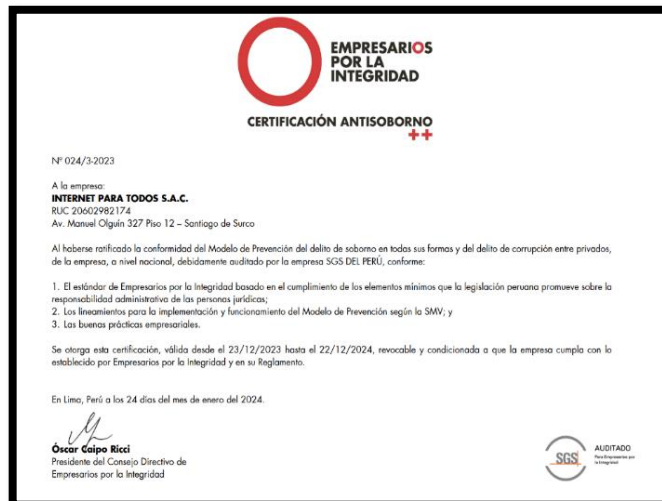 EMPRESARIOS
POR LA
INTEGRIDAD
CERTIFICACIÓN ANTISOBORNO
++
Nº 024/3-2023
A la empresa:
INTERNET PARA TODOS S.A.C.
RUC 20602982174
Av. Manuel Olguín 327 Piso 12 – Santiago de Surco
Al haberse ratificado la conformidad del Modelo de Prevención del delito de soborno en todas sus formas y del delito de corrupción entre privados,
de la empresa, a nivel nacional, debidamente auditado por la empresa SGS DEL PERÚ, conforme:
1. El estándar de Empresarios por la Integridad basado en el cumplimiento de los elementos mínimos que la legislación peruana promueve sobre la
responsabilidad administrativa de las personas jurídicas;
2. Los lineamientos para la implementación y funcionamiento del Modelo de Prevención según la SMV; y
3. Las buenas prácticas empresariales.
Se otorga esta certificación, válida desde el 23/12/2023 hasta el 22/12/2024, revocable y condicionada a que la empresa cumpla con lo
establecido por Empresarios por la Integridad y en su Reglamento.
En Lima, Perú a los 24 días del mes de enero del 2024.
Óscar Caipo Ricci
Presidente del Consejo Directivo de
Empresarios por la Integridad
SGS
AUDITADO
Para Empresarios por
la Integridad